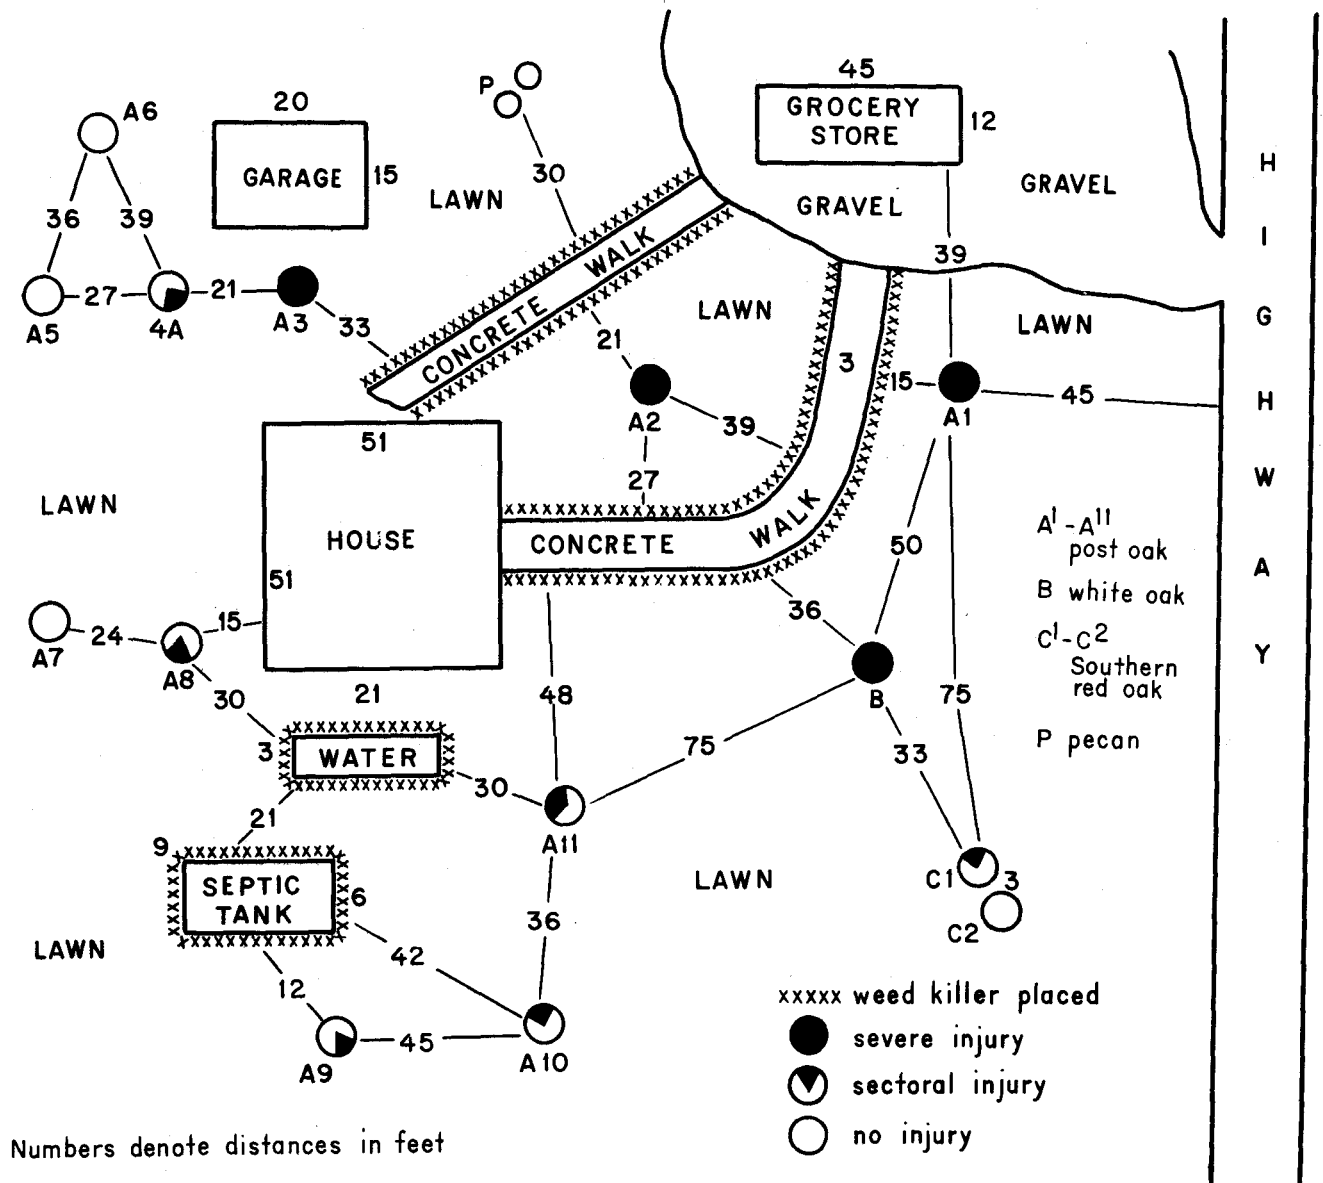 A6
20
GARAGE
15
36
39
A5
27
4A
21
A3
33
P
30
LAWN
45
GROCERY
STORE
12
GRAVEL
GRAVEL
39
CONCRETE WALK
LAWN
LAWN
21
A2
39
27
3
15
A1
45
HIGHWAY
51
HOUSE
51
LAWN
CONCRETE WALK
50
36
B
75
33
75
A1-A11
post oak
B white oak
C1-C2
Southern
red oak
P pecan
A7
24
A8
15
30
21
3
WATER
48
30
A11
21
9
SEPTIC
TANK
6
36
42
12
A9
45
A10
LAWN
LAWN
C1
3
C2
xxxxx weed killer placed
severe injury
sectoral injury
no injury
Numbers denote distances in feet